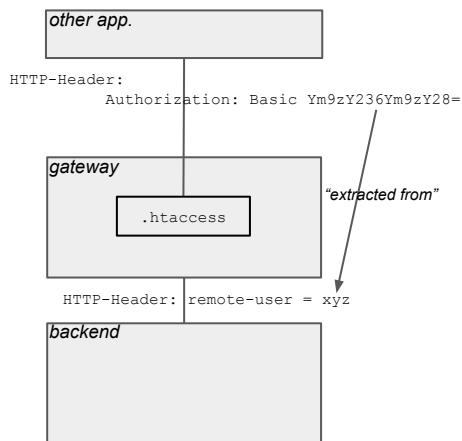 other app.
HTTP-Header:
Authorization: Basic Ym9zY236Ym9zY28=
gateway
.htaccess
“extracted from”
HTTP-Header: remote-user = xyz
backend